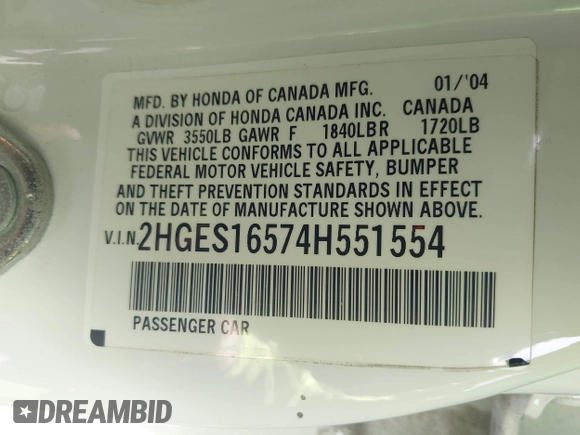 MFD. BY HONDA OF CANADA MFG. 01/'04
A DIVISION OF HONDA CANADA INC. CANADA
GVWR 3550LB GAWR F 1840LB R 1720LB
THIS VEHICLE CONFORMS TO ALL APPLICABLE
FEDERAL MOTOR VEHICLE SAFETY, BUMPER
AND THEFT PREVENTION STANDARDS IN EFFECT
ON THE DATE OF MANUFACTURE SHOWN ABOVE.
V.I.N. 2HGES16574H551554
PASSENGER CAR
DREAMBID